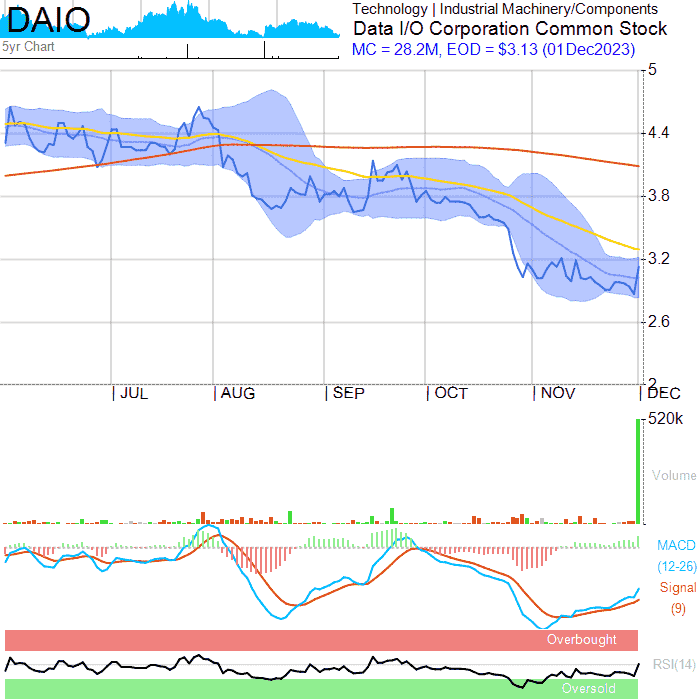 DAIO
Technology | Industrial Machinery/Components
Data I/O Corporation Common Stock
MC = 28.2M, EOD = $3.13 (01Dec2023)
5yr Chart
5
4.4
3.8
3.2
2.6
2
JUL AUG SEP OCT NOV DEC
520k
Volume
MACD
(12-26)
Signal
(9)
Overbought
RSI(14)
Oversold